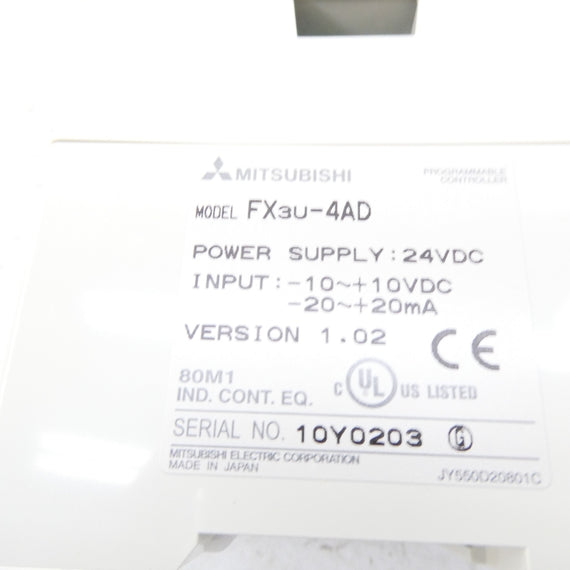 MITSUBISHI
PROGRAMMABLE
CONTROLLER
MODEL FX3U-4AD
POWER SUPPLY: 24VDC
INPUT: -10~+10VDC
-20~+20mA
VERSION 1.02
CE
80M1
IND. CONT. EQ.
C UL US LISTED
SERIAL NO. 10Y0203 G
MITSUBISHI ELECTRIC CORPORATION
MADE IN JAPAN
JY550D20801C